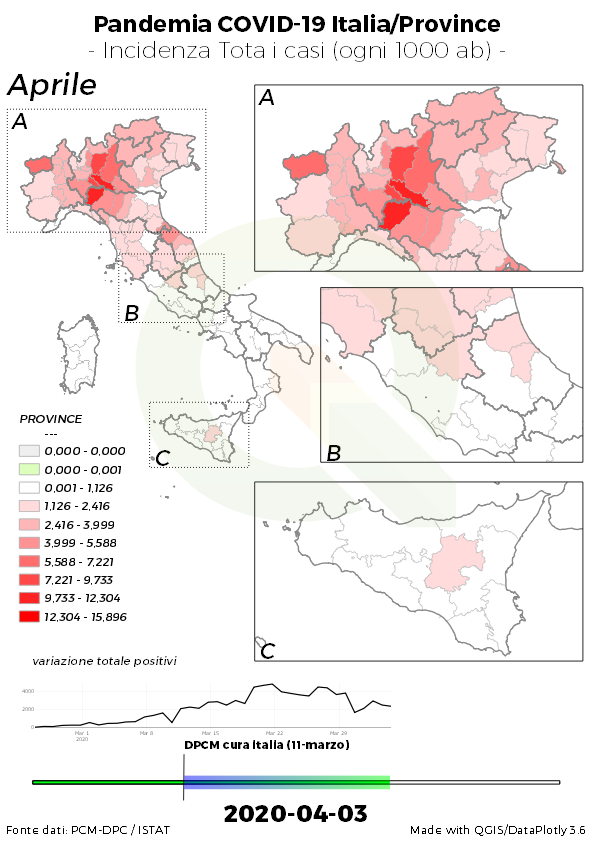 Pandemia COVID-19 Italia/Province
- Incidenza Tota i casi (ogni 1000 ab) -
Aprile
A
A
B
B
C
C
PROVINCE
---
0,000 - 0,000
0,000 - 0,001
0,001 - 1,126
1,126 - 2,416
2,416 - 3,999
3,999 - 5,588
5,588 - 7,221
7,221 - 9,733
9,733 - 12,304
12,304 - 15,896
variazione totale positivi
4000
2000
0
Mar 1
2020
Mar 8
Mar 15
Mar 22
Mar 29
DPCM cura italia (11-marzo)
2020-04-03
Fonte dati: PCM-DPC / ISTAT
Made with QGIS/DataPlotly 3.6